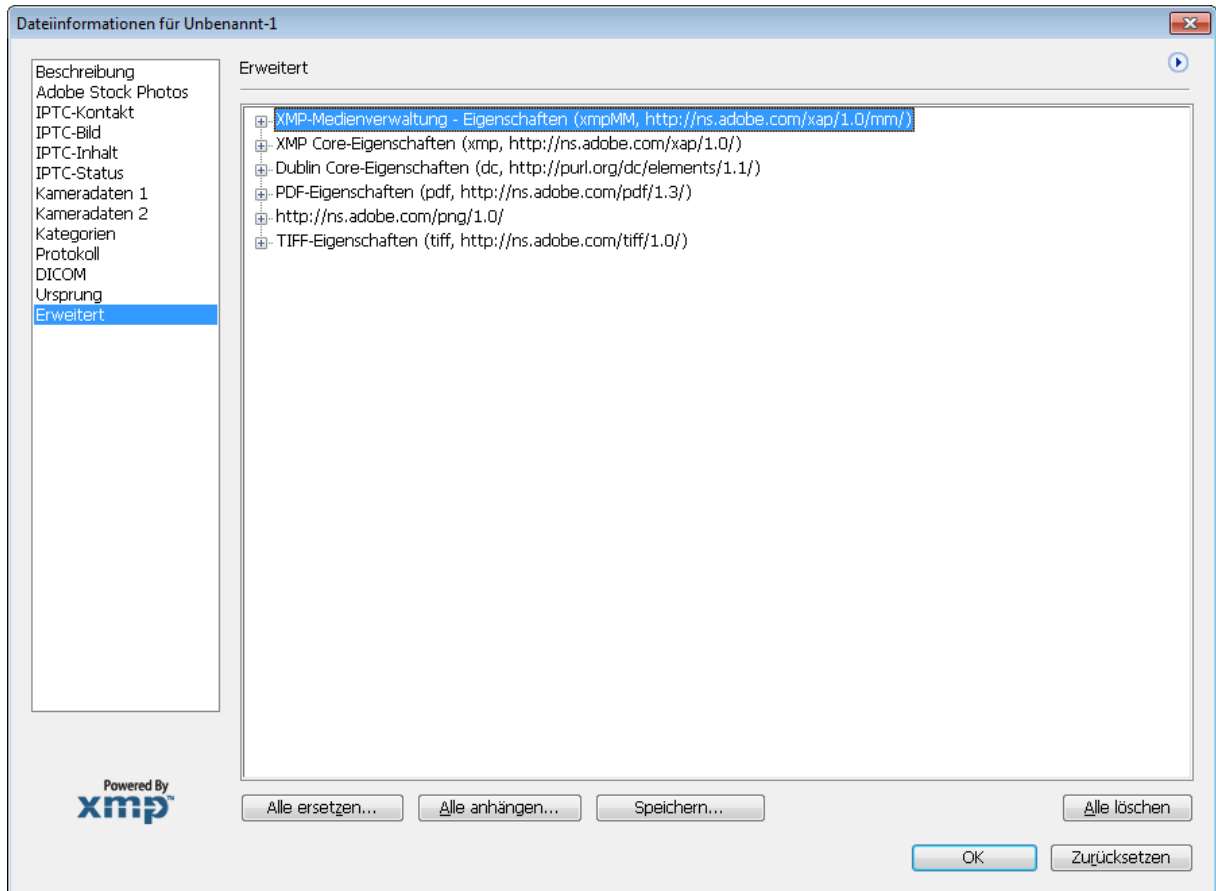 Dateiinformationen für Unbenannt-1
Beschreibung
Adobe Stock Photos
IPTC-Kontakt
IPTC-Bild
IPTC-Inhalt
IPTC-Status
Kameradaten 1
Kameradaten 2
Kategorien
Protokoll
DICOM
Ursprung
Erweitert
Erweitert
XMP-Medienverwaltung - Eigenschaften (xmpMM, http://ns.adobe.com/xap/1.0/mm/)
XMP Core-Eigenschaften (xmp, http://ns.adobe.com/xap/1.0/)
Dublin Core-Eigenschaften (dc, http://purl.org/dc/elements/1.1/)
PDF-Eigenschaften (pdf, http://ns.adobe.com/pdf/1.3/)
http://ns.adobe.com/png/1.0/
TIFF-Eigenschaften (tiff, http://ns.adobe.com/tiff/1.0/)
Powered By
xmp™
Alle ersetzen... Alle anhängen... Speichern... Alle löschen
OK Zurücksetzen